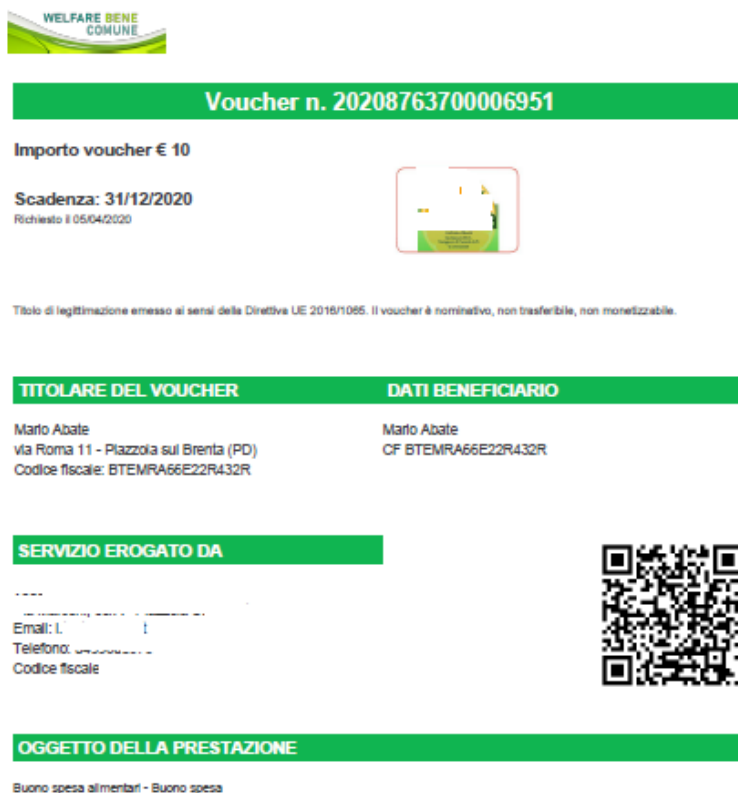 WELFARE BENE
COMUNE
Voucher n. 20208763700006951
Importo voucher € 10
Scadenza: 31/12/2020
Richiesto il 05/04/2020
Titolo di legittimazione emesso ai sensi della Direttiva UE 2016/1065. Il voucher è nominativo, non trasferibile, non monetizzabile.
TITOLARE DEL VOUCHER
DATI BENEFICIARIO
Mario Abate
via Roma 11 - Piazzola sul Brenta (PD)
Codice fiscale: BTEMRA66E22R432R
Mario Abate
CF BTEMRA66E22R432R
SERVIZIO EROGATO DA
Email:
Telefono:
Codice fiscale
OGGETTO DELLA PRESTAZIONE
Buono spesa alimentari - Buono spesa